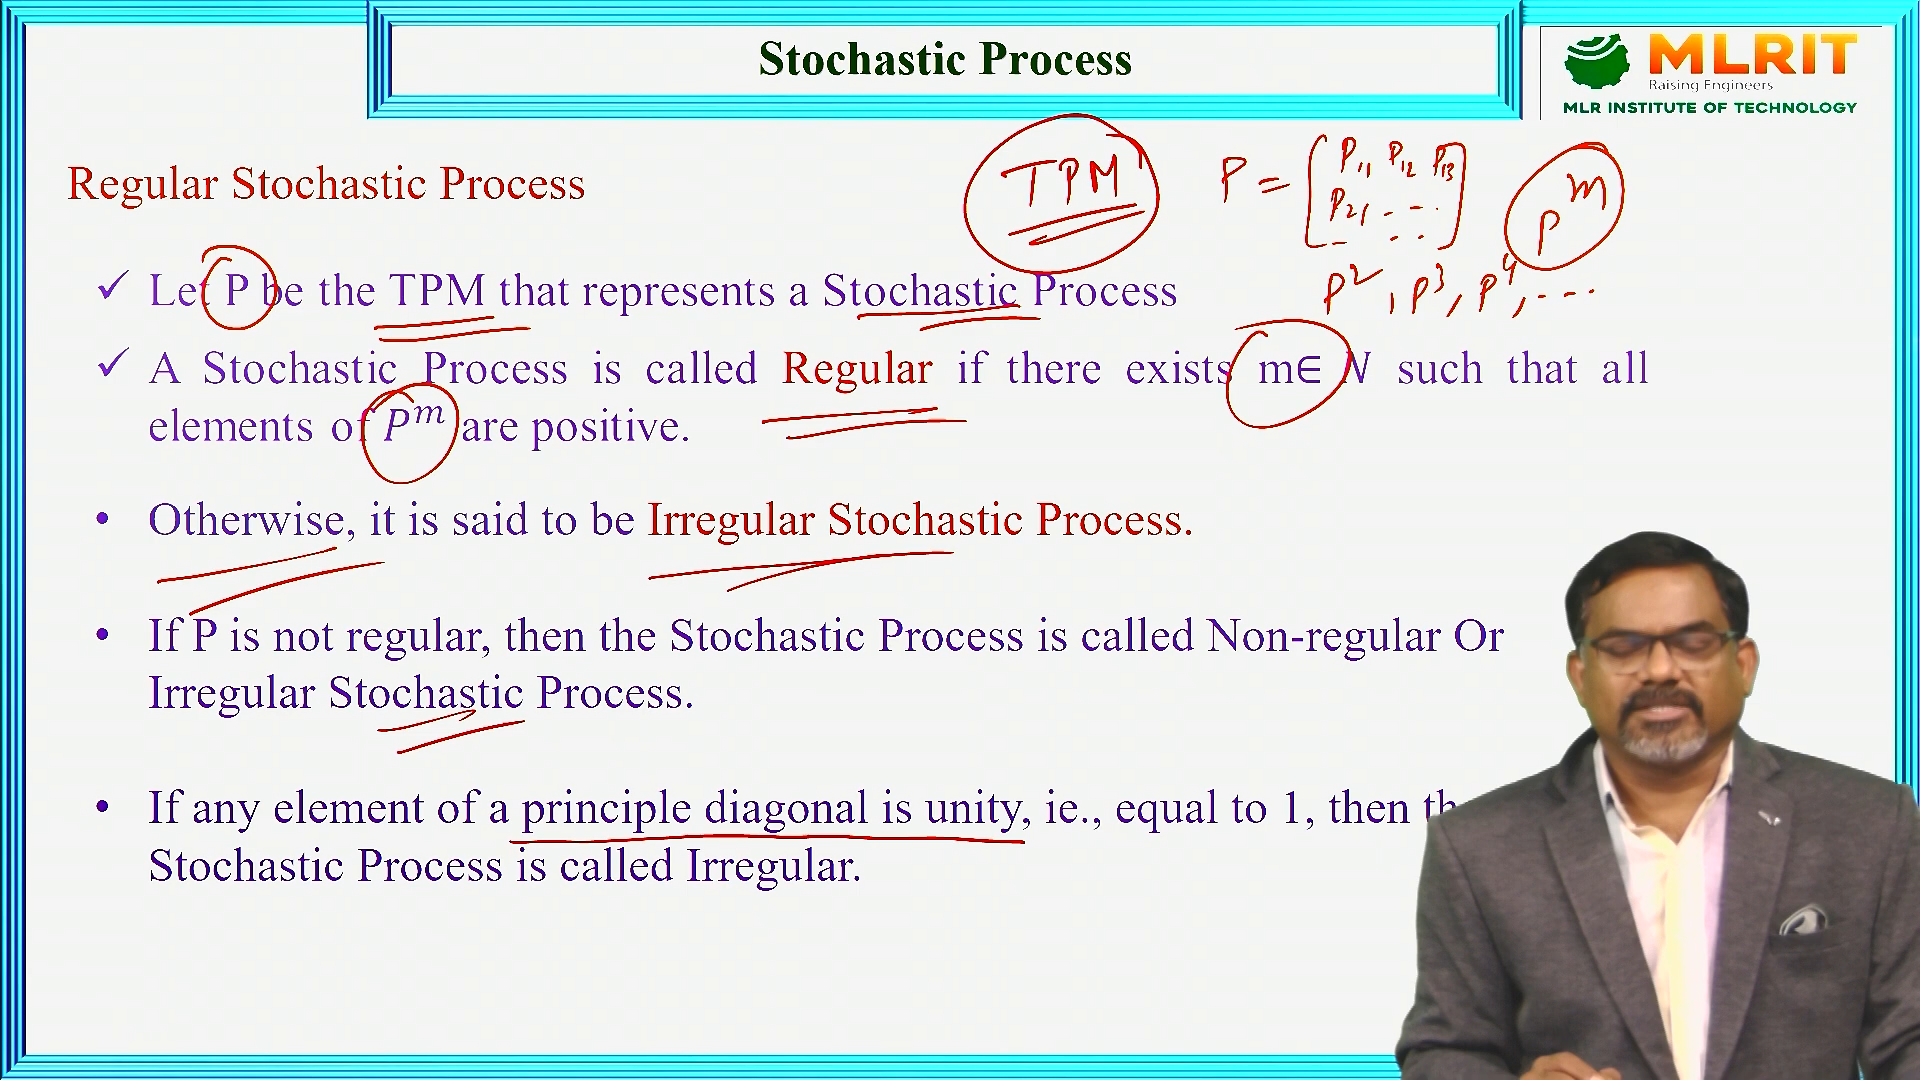 Stochastic Process
MLRIT
Raising Engineers
MLR INSTITUTE OF TECHNOLOGY
Regular Stochastic Process
TPM
P = [P11 P12 P13
P21 - - -
- - - -]
P^m
P^2, P^3, P^4, ...
✓ Let P be the TPM that represents a Stochastic Process
✓ A Stochastic Process is called Regular if there exists m∈ N such that all
elements of P^m are positive.
• Otherwise, it is said to be Irregular Stochastic Process.
• If P is not regular, then the Stochastic Process is called Non-regular Or
Irregular Stochastic Process.
• If any element of a principle diagonal is unity, ie., equal to 1, then
Stochastic Process is called Irregular.